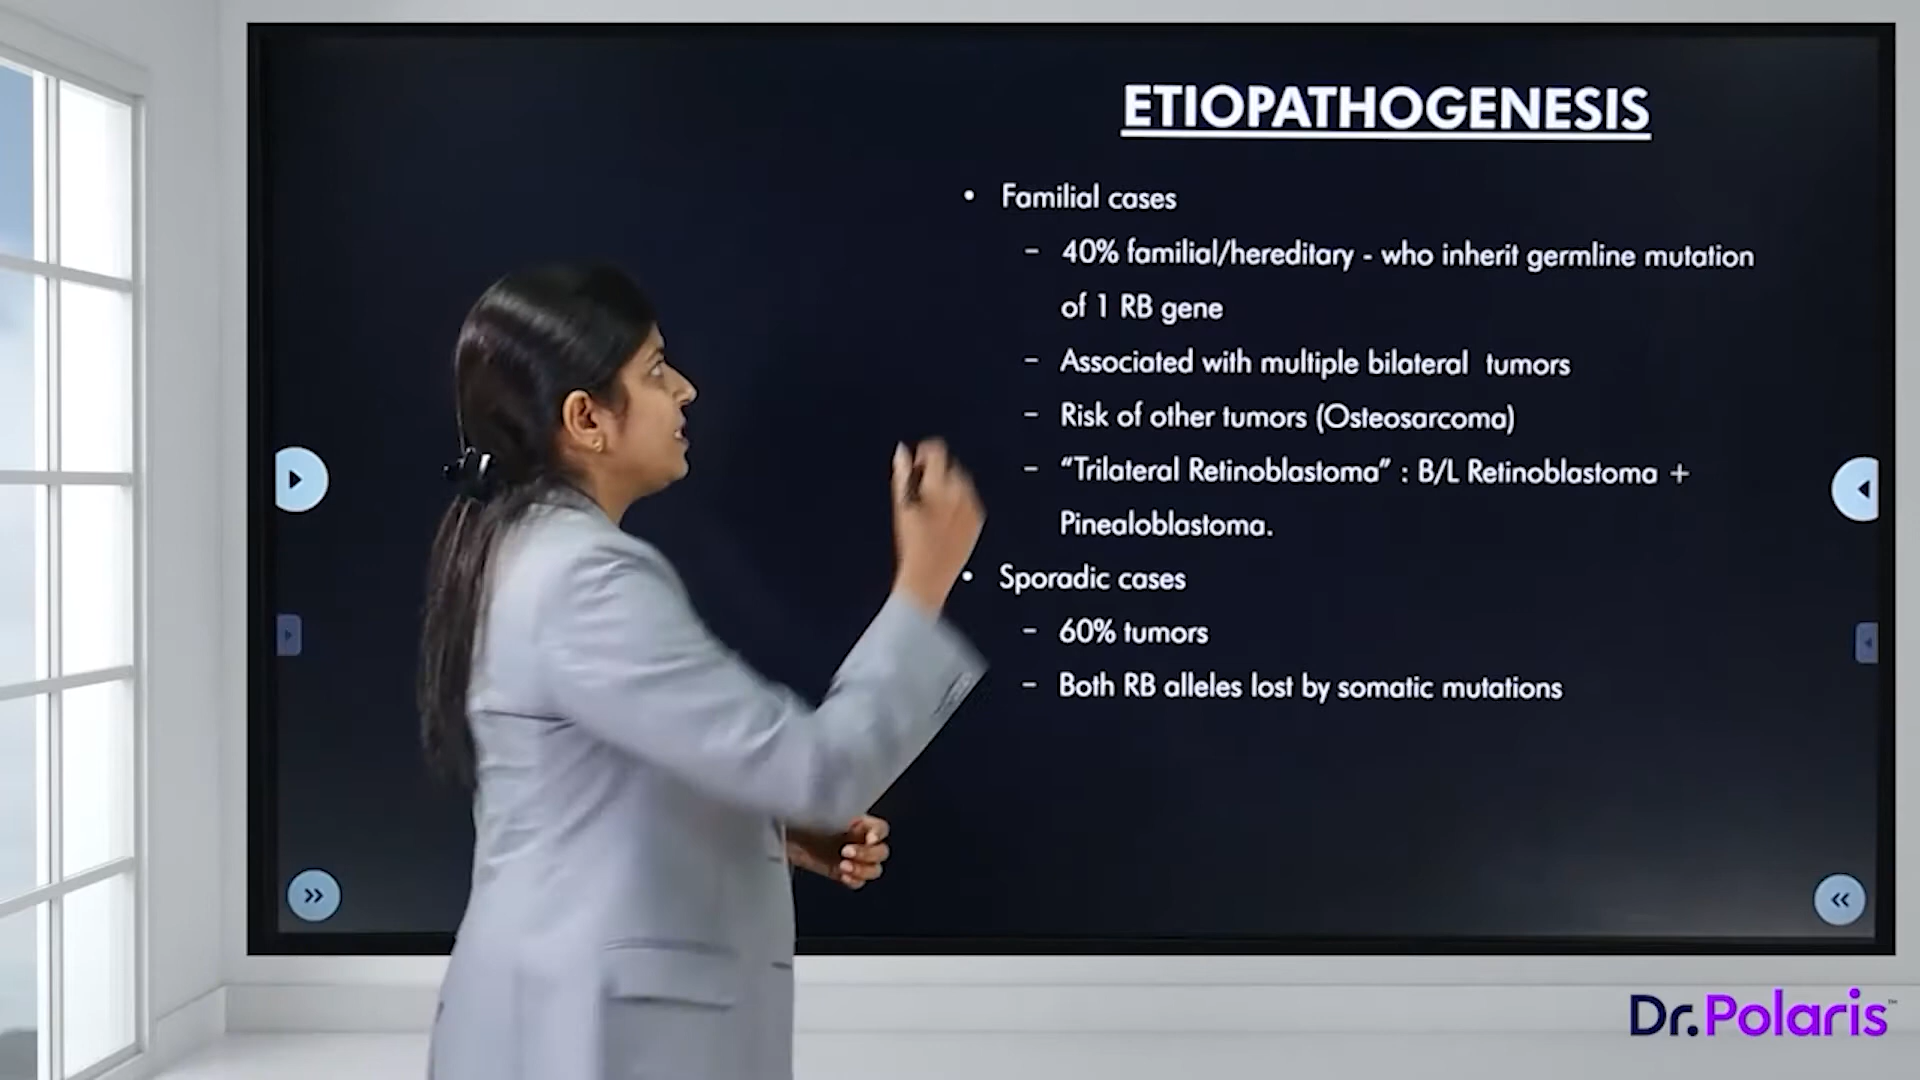 ETIOPATHOGENESIS
• Familial cases
– 40% familial/hereditary - who inherit germline mutation
of 1 RB gene
– Associated with multiple bilateral tumors
– Risk of other tumors (Osteosarcoma)
– “Trilateral Retinoblastoma” : B/L Retinoblastoma +
Pinealoblastoma.
• Sporadic cases
– 60% tumors
– Both RB alleles lost by somatic mutations
Dr.Polaris™